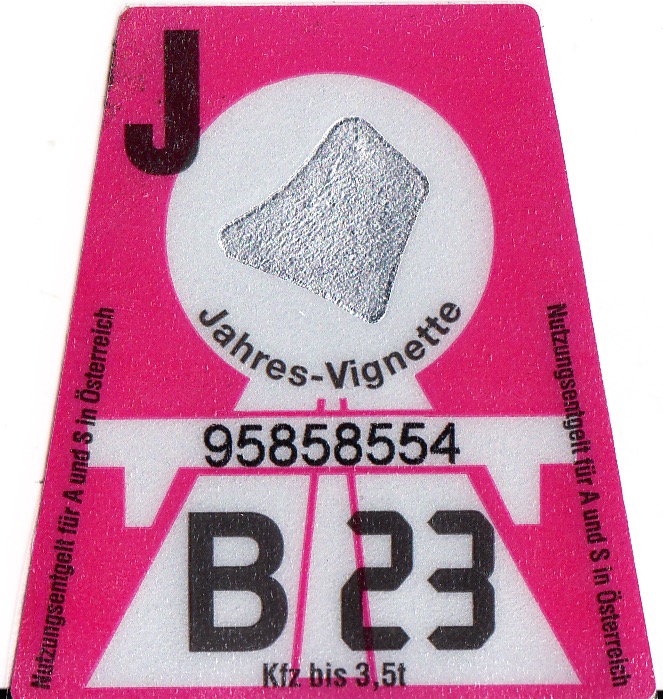 J
Jahres-Vignette
Nutzungsentgelt für A und S in Österreich
Nutzungsentgelt für A und S in Österreich
95858554
B 23
Kfz bis 3,5t